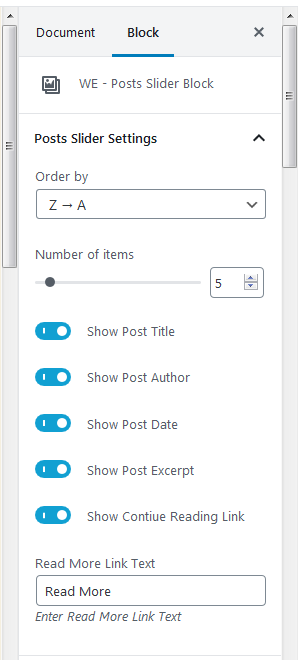 Document Block
WE - Posts Slider Block
Posts Slider Settings
Order by
Z → A
Number of items
5
Show Post Title
Show Post Author
Show Post Date
Show Post Excerpt
Show Contiue Reading Link
Read More Link Text
Read More
Enter Read More Link Text